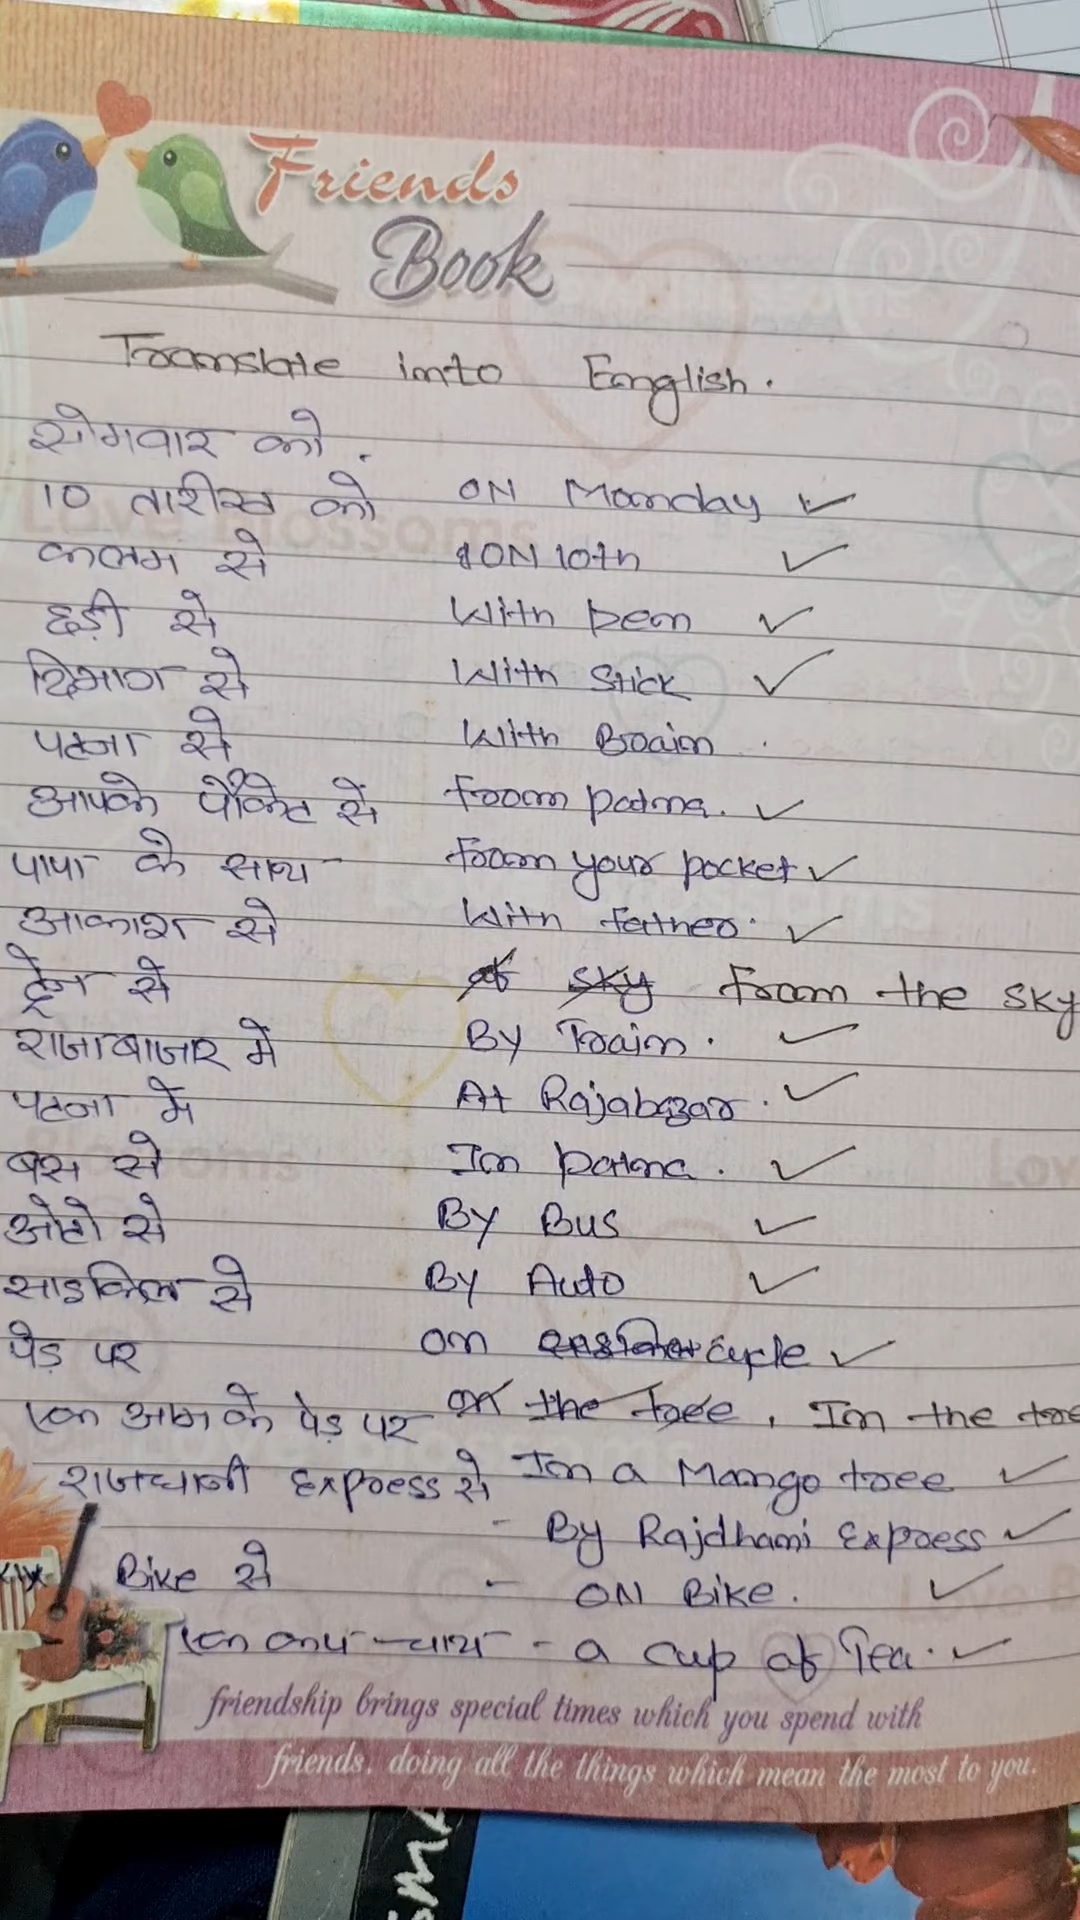 Friends
Book
Translate into English.
सोमवार को.
10 तारीख को ON Monday ✓
कलम से ON 10th ✓
छड़ी से With pen ✓
दिमाग से With Stick ✓
पटना से With Brain
आपके पॉकेट से From patna. ✓
पापा के साथ From your pocket ✓
आकाश से With father ✓
ट्रेन से of sky From the sky
राजाबाजार में By Train. ✓
पटना में At Rajabazar. ✓
बस से In patna. ✓
ओटो से By Bus ✓
साइकिल से By Auto ✓
पेड़ पर on cycle ✓
एक आम के पेड़ पर on the tree, In the tree
राजधानी Express से In a Mango tree ✓
- By Rajdhani Express ✓
Bike से - ON Bike. ✓
एक कप चाय - a cup of Tea. ✓
friendship brings special times which you spend with
friends, doing all the things which mean the most to you.